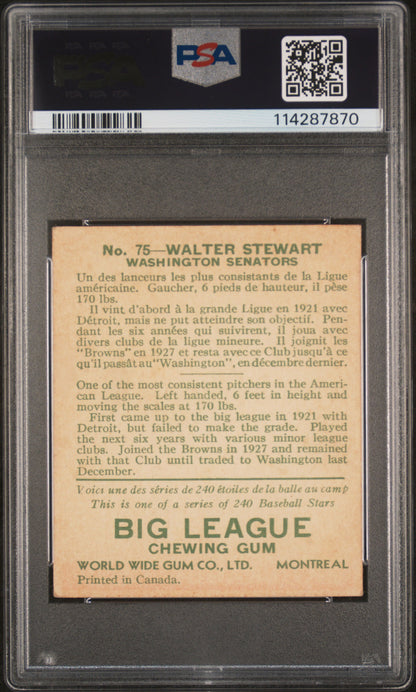 PSA
114287870
No. 75—WALTER STEWART
WASHINGTON SENATORS
Un des lanceurs les plus consistants de la Ligue
américaine. Gaucher, 6 pieds de hauteur, il pèse
170 lbs.
Il vint d'abord à la grande Ligue en 1921 avec
Détroit, mais ne put atteindre son objectif. Pen-
dant les six années qui suivirent, il joua avec
divers clubs de la ligue mineure. Il joignit les
"Browns" en 1927 et resta avec ce Club jusqu'à ce
qu'il passât au "Washington", en décembre dernier.
One of the most consistent pitchers in the Ameri-
can League. Left handed, 6 feet in height and
moving the scales at 170 lbs.
First came up to the big league in 1921 with
Detroit, but failed to make the grade. Played
the next six years with various minor league
clubs. Joined the Browns in 1927 and remained
with that Club until traded to Washington last
December.
Voici une des séries de 240 étoiles de la balle au camp
This is one of a series of 240 Baseball Stars
BIG LEAGUE
CHEWING GUM
WORLD WIDE GUM CO., LTD. MONTREAL
Printed in Canada.